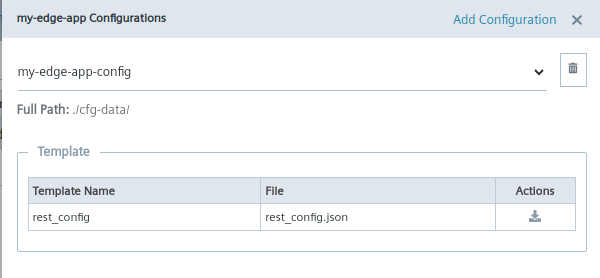 my-edge-app Configurations
Add Configuration
my-edge-app-config
Full Path: ./cfg-data/
Template
Template Name File Actions
rest_config rest_config.json